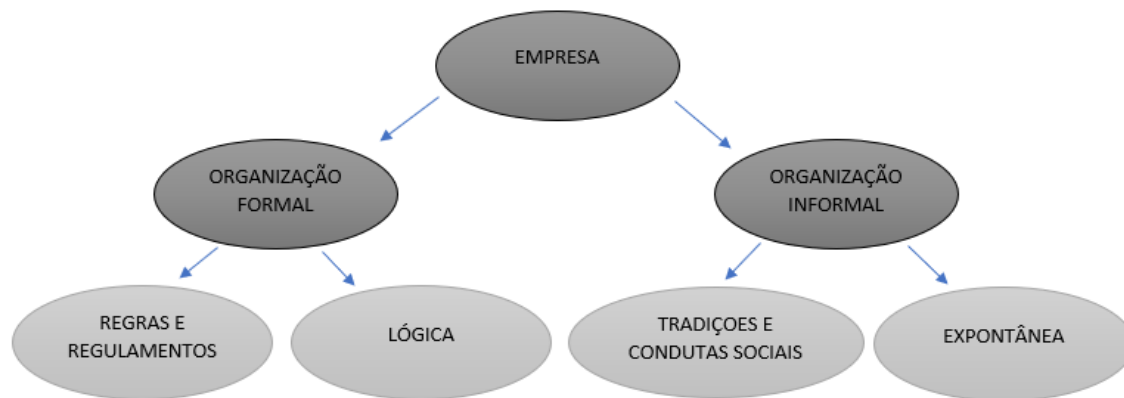 EMPRESA
ORGANIZAÇÃO
FORMAL
ORGANIZAÇÃO
INFORMAL
REGRAS E
REGULAMENTOS
LÓGICA
TRADIÇOES E
CONDUTAS SOCIAIS
EXPONTÂNEA